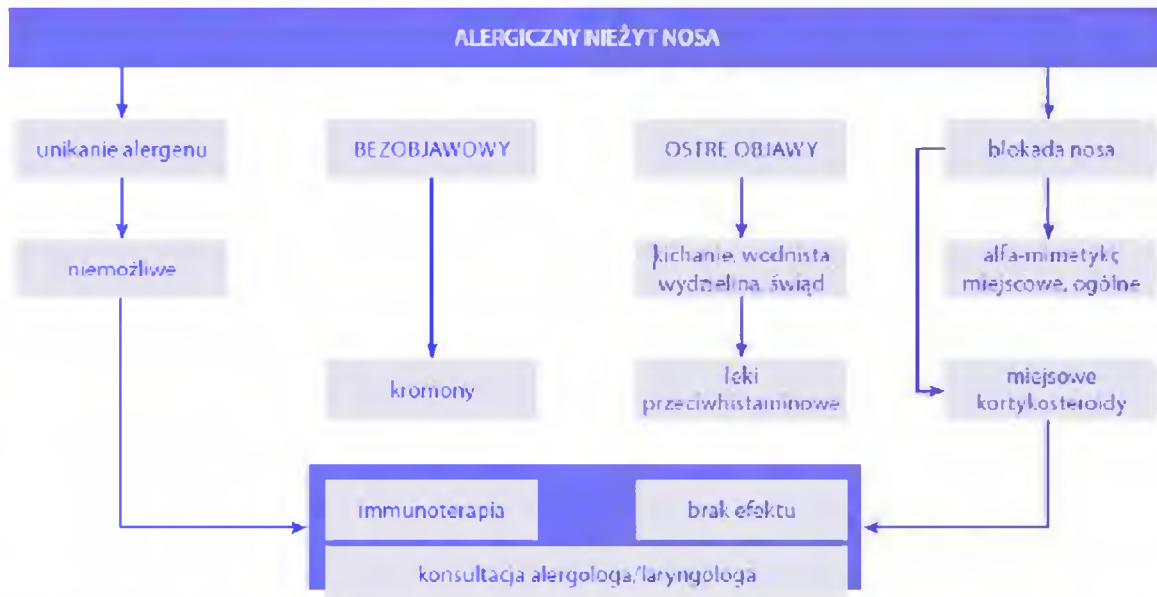 ALERGICZNY NIEŻYT NOSA
unikanie alergenu
BEZOBJAWOWY
OSTRE OBJAWY
blokada nosa
niemożliwe
kichanie, wodnista
wydzielina, świąd
alfa-mimetyki
miejscowe, ogólne
kromony
leki
przeciwhistaminowe
miejsowe
kortykosteroidy
immunoterapia
brak efektu
konsultacja alergologa/laryngologa